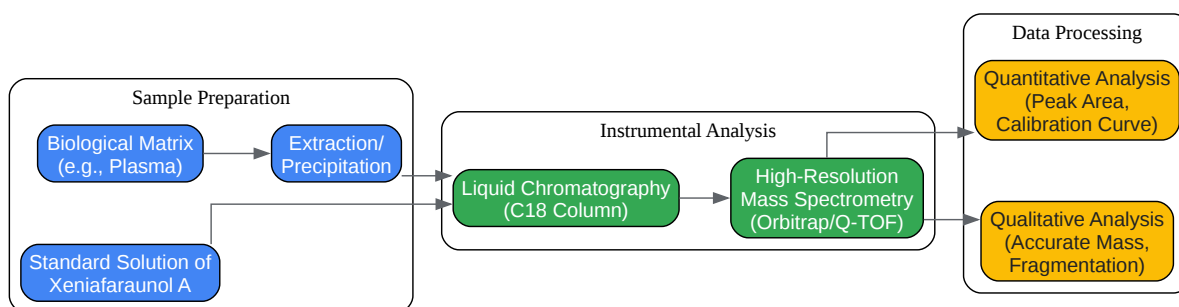 Sample Preparation
Biological Matrix
(e.g., Plasma)
Extraction/
Precipitation
Standard Solution of
Xeniafaraunol A
Instrumental Analysis
Liquid Chromatography
(C18 Column)
High-Resolution
Mass Spectrometry
(Orbitrap/Q-TOF)
Data Processing
Quantitative Analysis
(Peak Area,
Calibration Curve)
Qualitative Analysis
(Accurate Mass,
Fragmentation)